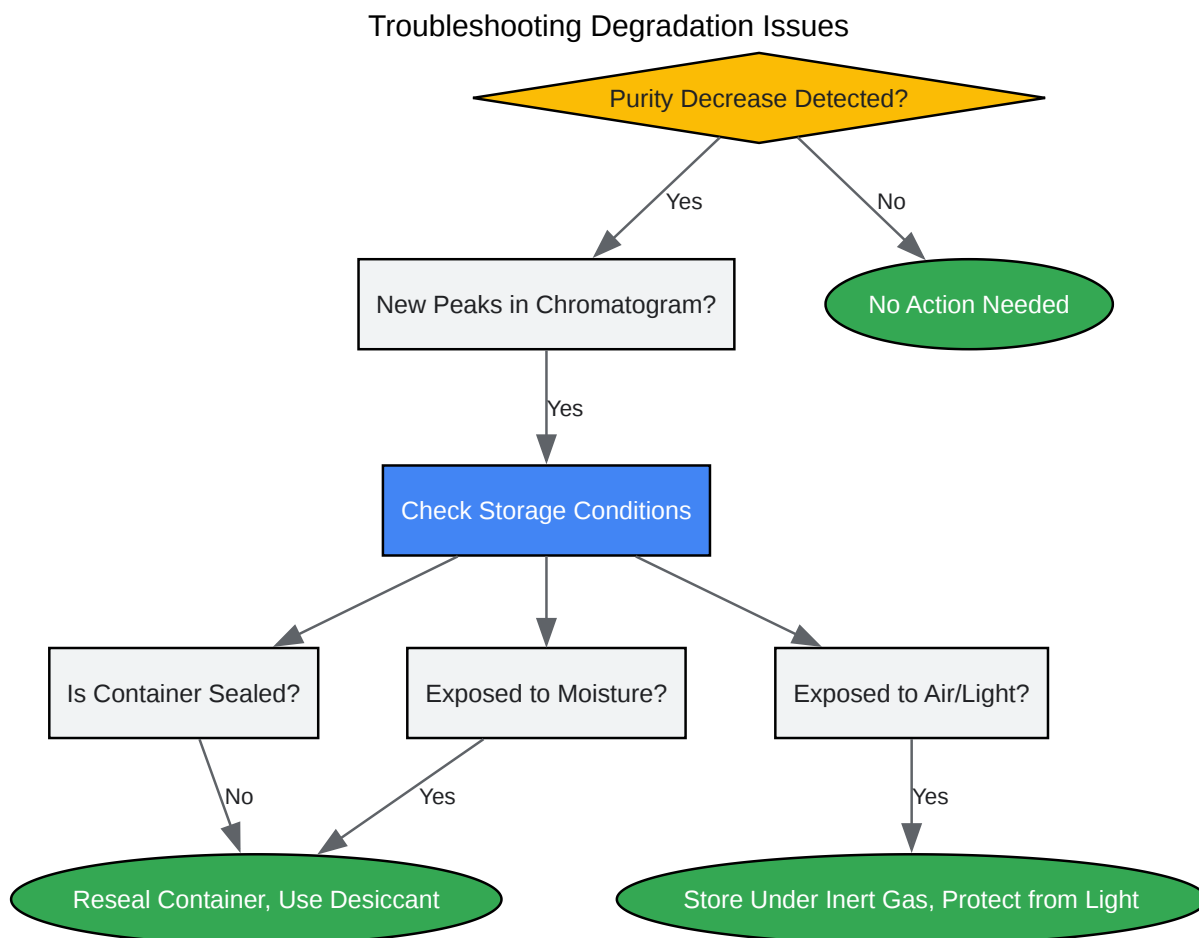 Troubleshooting Degradation Issues
Purity Decrease Detected?
Yes
No
New Peaks in Chromatogram?
No Action Needed
Yes
Check Storage Conditions
Is Container Sealed?
Exposed to Moisture?
Exposed to Air/Light?
No
Yes
Yes
Reseal Container, Use Desiccant
Store Under Inert Gas, Protect from Light